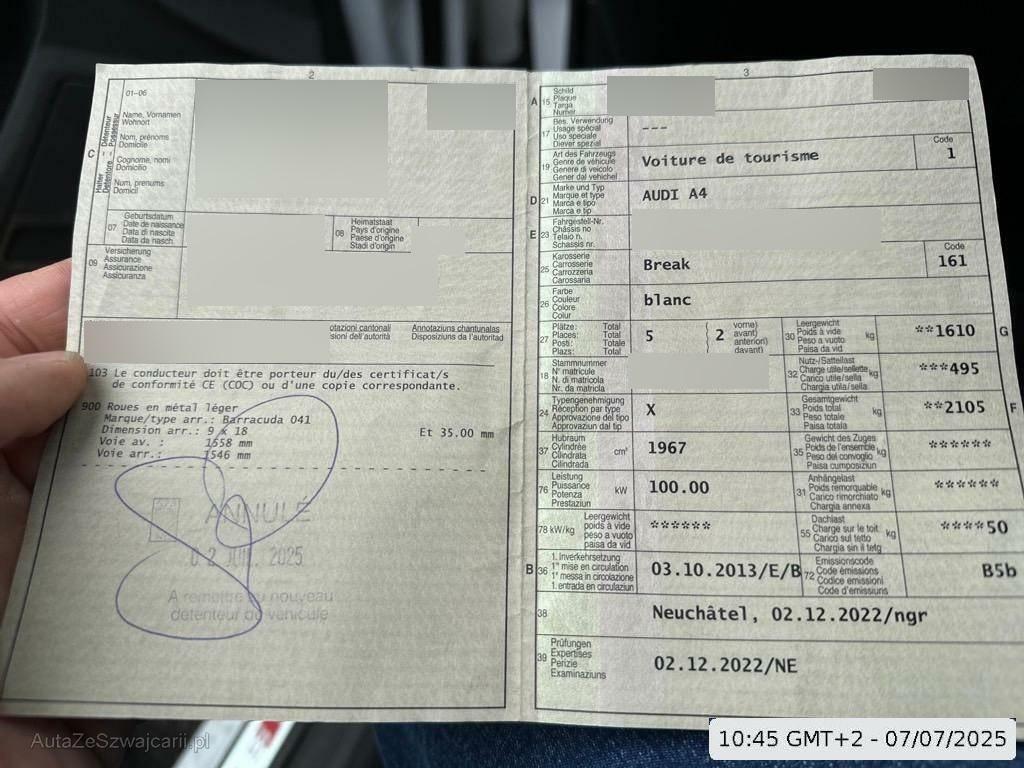 2
01-06
Détenteur
Possessur
Halter
Detentore
C
Name, Vornamen
Wohnort
Nom, prénoms
Domicile
Cognome, nomi
Domicilio
Num, prenums
Domicil
07
Geburtsdatum
Date de naissance
Data di nascita
Data da nasch.
08
Heimatstaat
Pays d'origine
Paese d'origine
Stadi d'origin
09
Versicherung
Assurance
Assicurazione
Assicuranza
otazioni cantonali
sioni dell'autorità
Annotaziuns chantunalas
Disposiziuns da l'autoritad
103 Le conducteur doit être porteur du/des certificat/s
de conformité CE (COC) ou d'une copie correspondante.
900 Roues en métal léger
Marque/type arr.: Barracuda 041
Dimension arr.: 9 x 18 Et 35.00 mm
Voie av. : 1558 mm
Voie arr.: 1546 mm
ANNULÉ
0 2 JUIL. 2025
A remettre au nouveau
détenteur du véhicule
3
A 15
Schild
Plaque
Targa
Numer
17
Bes. Verwendung
Usage spécial
Uso speciale
Diever spezial
---
19
Art des Fahrzeugs
Genre de véhicule
Genere di veicolo
Gener dal vehichel
Voiture de tourisme
Code
1
D 21
Marke und Typ
Marque et type
Marca e tipo
Marca e tip
AUDI A4
E 23
Fahrgestell-Nr.
Châssis no
Telaio n.
Schassis nr.
25
Karosserie
Carrosserie
Carrozzeria
Carossaria
Break
Code
161
26
Farbe
Couleur
Colore
Colur
blanc
27
Plätze: Total
Places: Total
Posti: Totale
Plazs: Total
5
2
vorne)
avant)
anteriori)
davant)
30
Leergewicht
Poids à vide
Peso a vuoto
Paisa da vid
kg
**1610
G
18
Stammnummer
N° matricule
N. di matricola
Nr. da matricla
32
Nutz-/Sattellast
Charge utile/sellette
Carico utile/sella
Chargia utila/sella
kg
***495
24
Typengenehmigung
Réception par type
Approvazione del tipo
Approvaziun dal tip
X
33
Gesamtgewicht
Poids total
Peso totale
Paisa totala
kg
**2105
F
37
Hubraum
Cylindrée
Cilindrata
Cilindrada
cm³
1967
35
Gewicht des Zuges
Poids de l'ensemble
Peso del convoglio
Paisa cumposiziun
kg
******
76
Leistung
Puissance
Potenza
Prestaziun
kW
100.00
31
Anhängelast
Poids remorquable
Carico rimorchiato
Chargia annexa
kg
******
78 kW/kg
Leergewicht
poids à vide
peso a vuoto
paisa da vid
******
55
Dachlast
Charge sur le toit
Carico sul tetto
Chargia sin il tetg
kg
****50
B 36
1. Inverkehrsetzung
1re mise en circulation
1a messa in circolazione
1. entrada en circulaziun
03.10.2013/E/B
72
Emissionscode
Code émissions
Codice emissioni
Code d'emissiuns
B5b
38
Neuchâtel, 02.12.2022/ngr
39
Prüfungen
Expertises
Perizie
Examinaziuns
02.12.2022/NE
AutaZeSzwajcarii.pl
10:45 GMT+2 - 07/07/2025